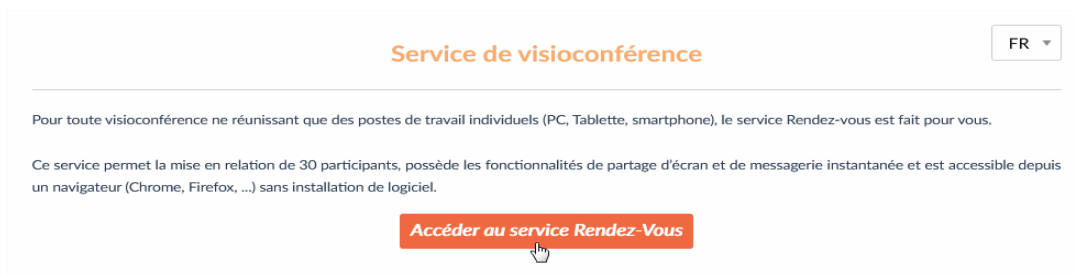 FR
Service de visioconférence
Pour toute visioconférence ne réunissant que des postes de travail individuels (PC, Tablette, smartphone), le service Rendez-vous est fait pour vous.
Ce service permet la mise en relation de 30 participants, possède les fonctionnalités de partage d’écran et de messagerie instantanée et est accessible depuis
un navigateur (Chrome, Firefox, ...) sans installation de logiciel.
Accéder au service Rendez-Vous